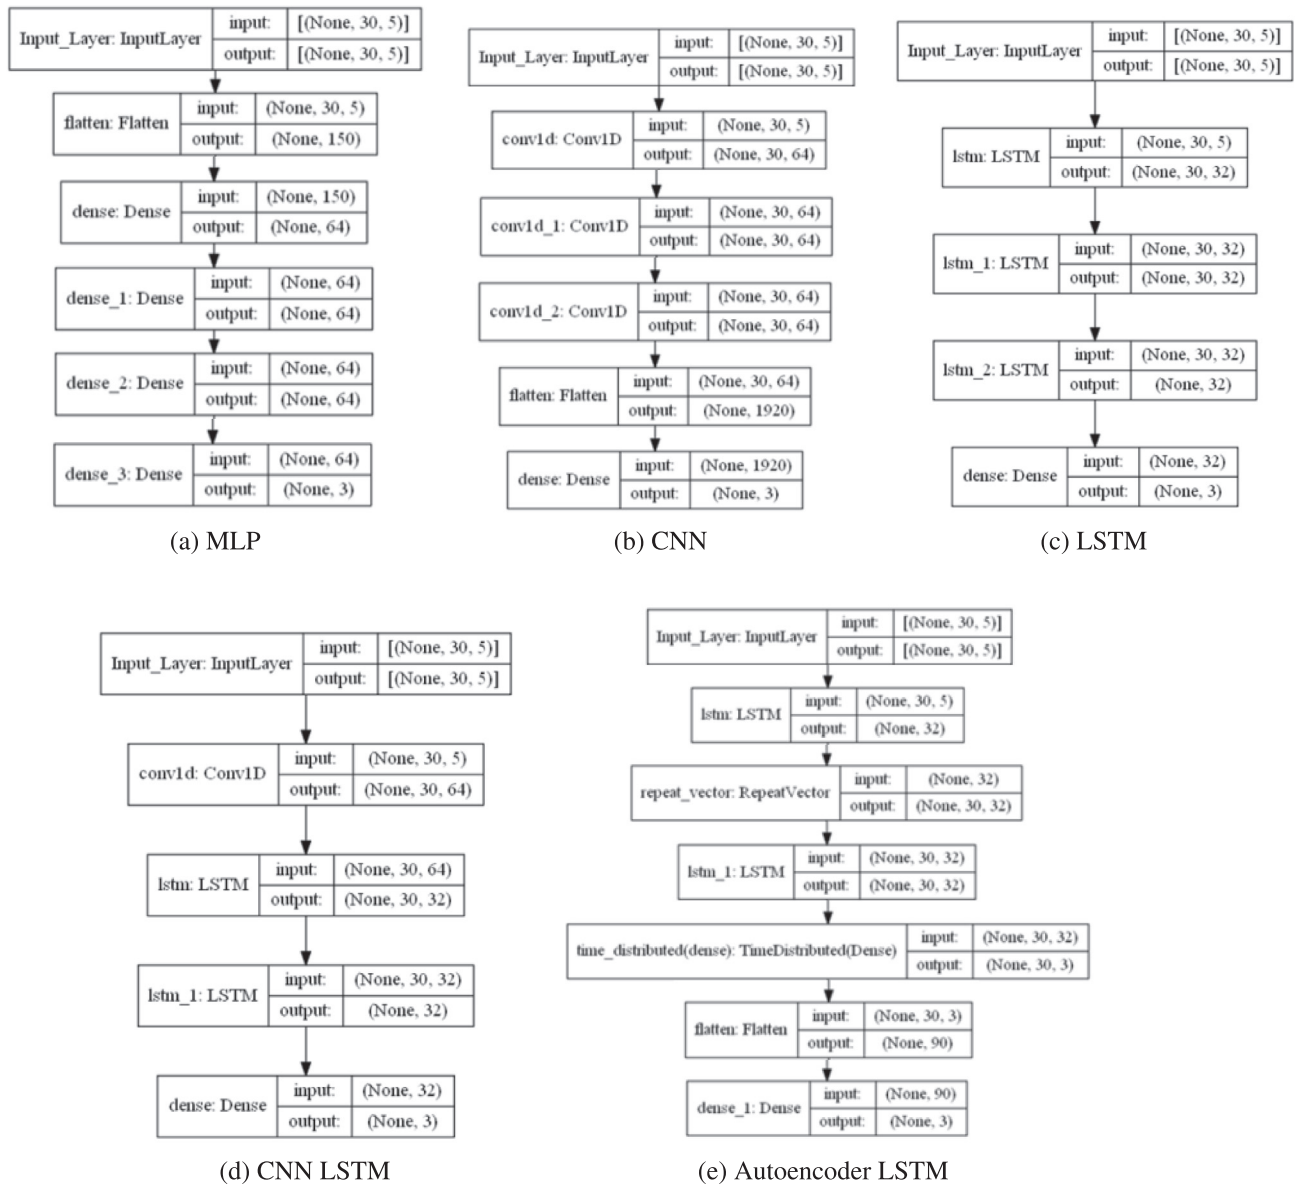 Input_Layer: InputLayer
input: [(None, 30, 5)]
output: [(None, 30, 5)]
flatten: Flatten
input: (None, 30, 5)
output: (None, 150)
dense: Dense
input: (None, 150)
output: (None, 64)
dense_1: Dense
input: (None, 64)
output: (None, 64)
dense_2: Dense
input: (None, 64)
output: (None, 64)
dense_3: Dense
input: (None, 64)
output: (None, 3)
(a) MLP
Input_Layer: InputLayer
input: [(None, 30, 5)]
output: [(None, 30, 5)]
conv1d: Conv1D
input: (None, 30, 5)
output: (None, 30, 64)
conv1d_1: Conv1D
input: (None, 30, 64)
output: (None, 30, 64)
conv1d_2: Conv1D
input: (None, 30, 64)
output: (None, 30, 64)
flatten: Flatten
input: (None, 30, 64)
output: (None, 1920)
dense: Dense
input: (None, 1920)
output: (None, 3)
(b) CNN
Input_Layer: InputLayer
input: [(None, 30, 5)]
output: [(None, 30, 5)]
lstm: LSTM
input: (None, 30, 5)
output: (None, 30, 32)
lstm_1: LSTM
input: (None, 30, 32)
output: (None, 30, 32)
lstm_2: LSTM
input: (None, 30, 32)
output: (None, 32)
dense: Dense
input: (None, 32)
output: (None, 3)
(c) LSTM
Input_Layer: InputLayer
input: [(None, 30, 5)]
output: [(None, 30, 5)]
conv1d: Conv1D
input: (None, 30, 5)
output: (None, 30, 64)
lstm: LSTM
input: (None, 30, 64)
output: (None, 30, 32)
lstm_1: LSTM
input: (None, 30, 32)
output: (None, 32)
dense: Dense
input: (None, 32)
output: (None, 3)
(d) CNN LSTM
Input_Layer: InputLayer
input: [(None, 30, 5)]
output: [(None, 30, 5)]
lstm: LSTM
input: (None, 30, 5)
output: (None, 32)
repeat_vector: RepeatVector
input: (None, 32)
output: (None, 30, 32)
lstm_1: LSTM
input: (None, 30, 32)
output: (None, 30, 32)
time_distributed(dense): TimeDistributed(Dense)
input: (None, 30, 32)
output: (None, 30, 3)
flatten: Flatten
input: (None, 30, 3)
output: (None, 90)
dense_1: Dense
input: (None, 90)
output: (None, 3)
(e) Autoencoder LSTM